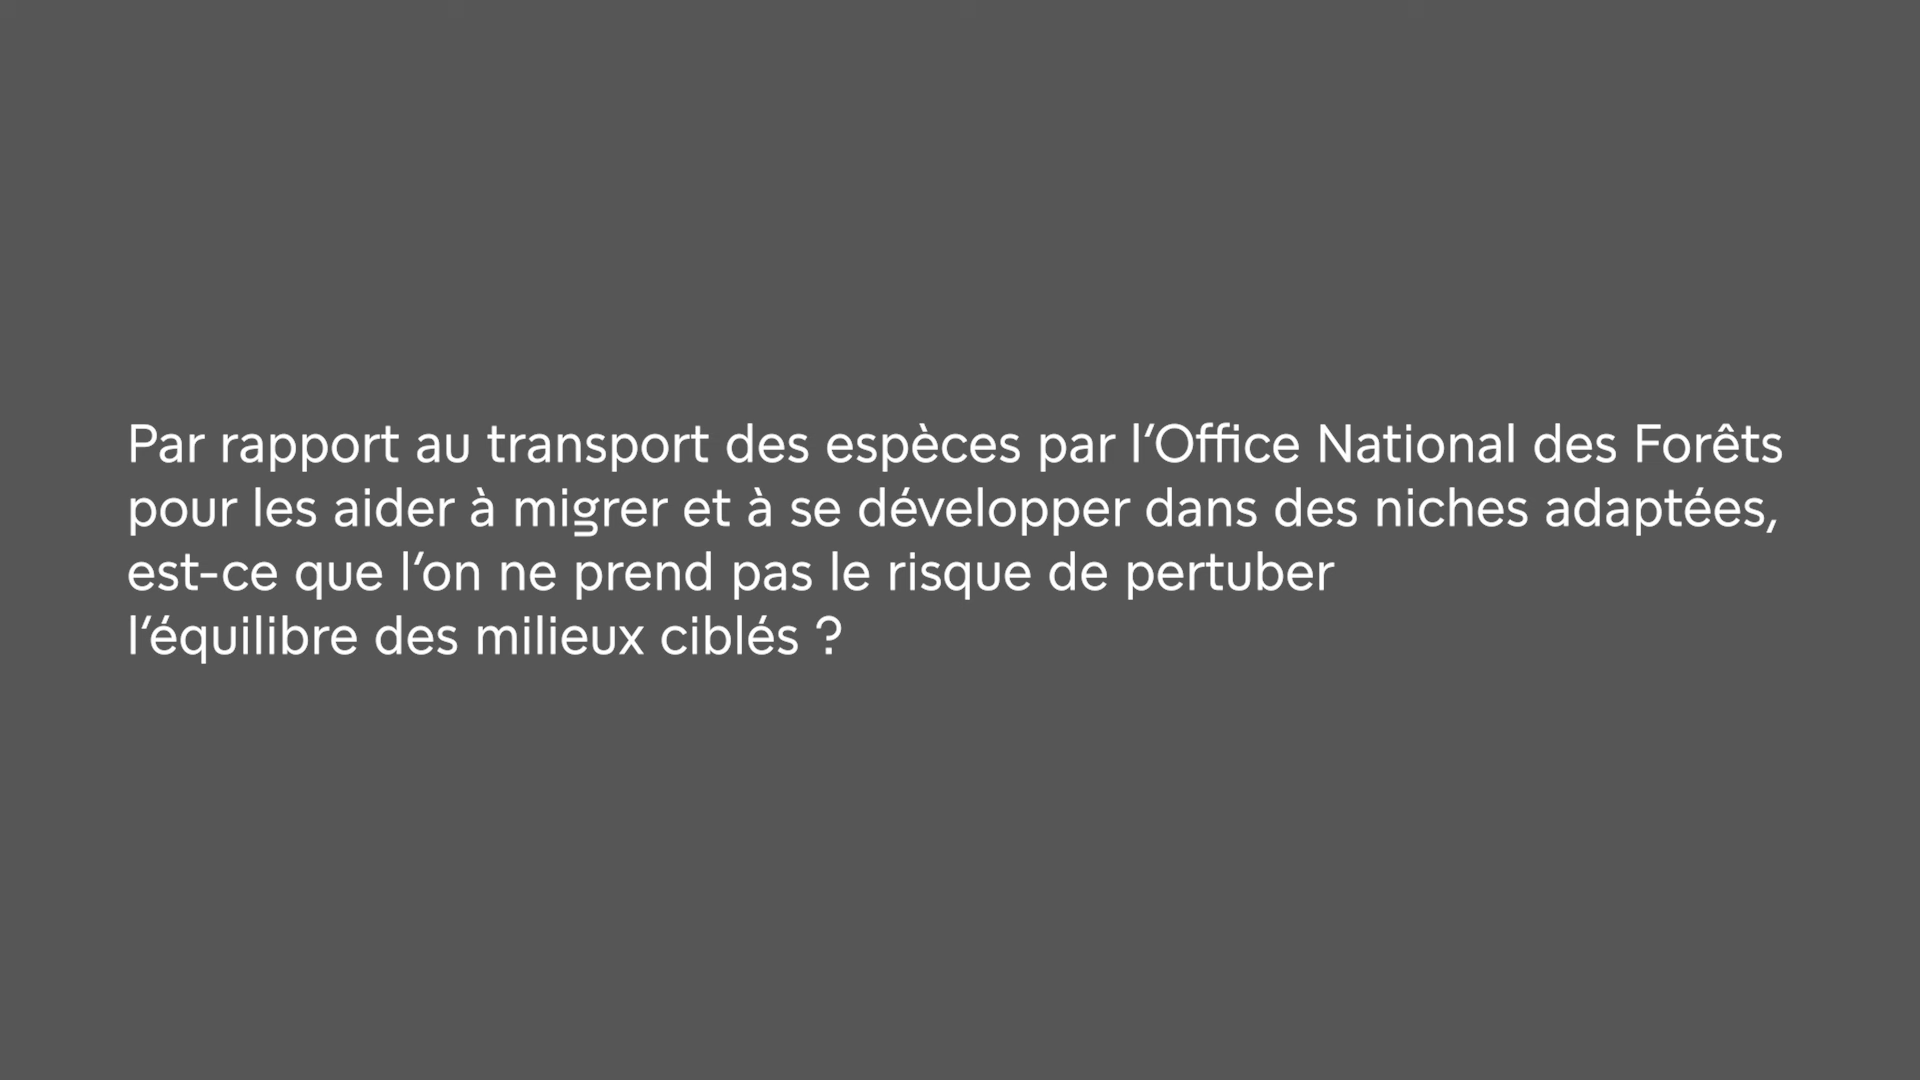 Par rapport au transport des espèces par l’Office National des Forêts
pour les aider à migrer et à se développer dans des niches adaptées,
est-ce que l’on ne prend pas le risque de pertuber
l’équilibre des milieux ciblés ?